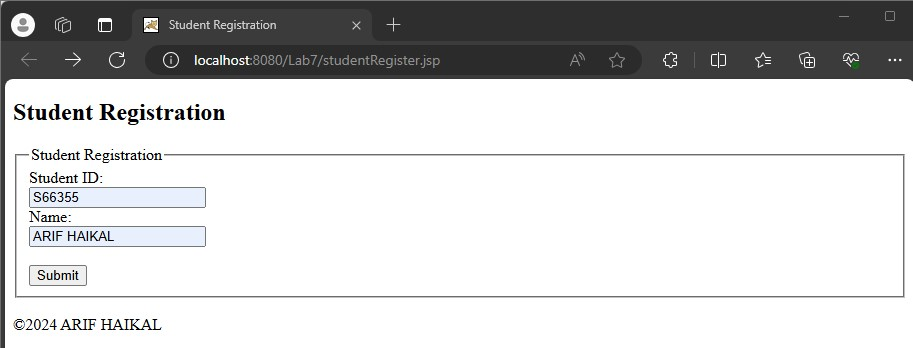 Student Registration
localhost:8080/Lab7/studentRegister.jsp
Student Registration
Student Registration
Student ID:
S66355
Name:
ARIF HAIKAL
Submit
©2024 ARIF HAIKAL